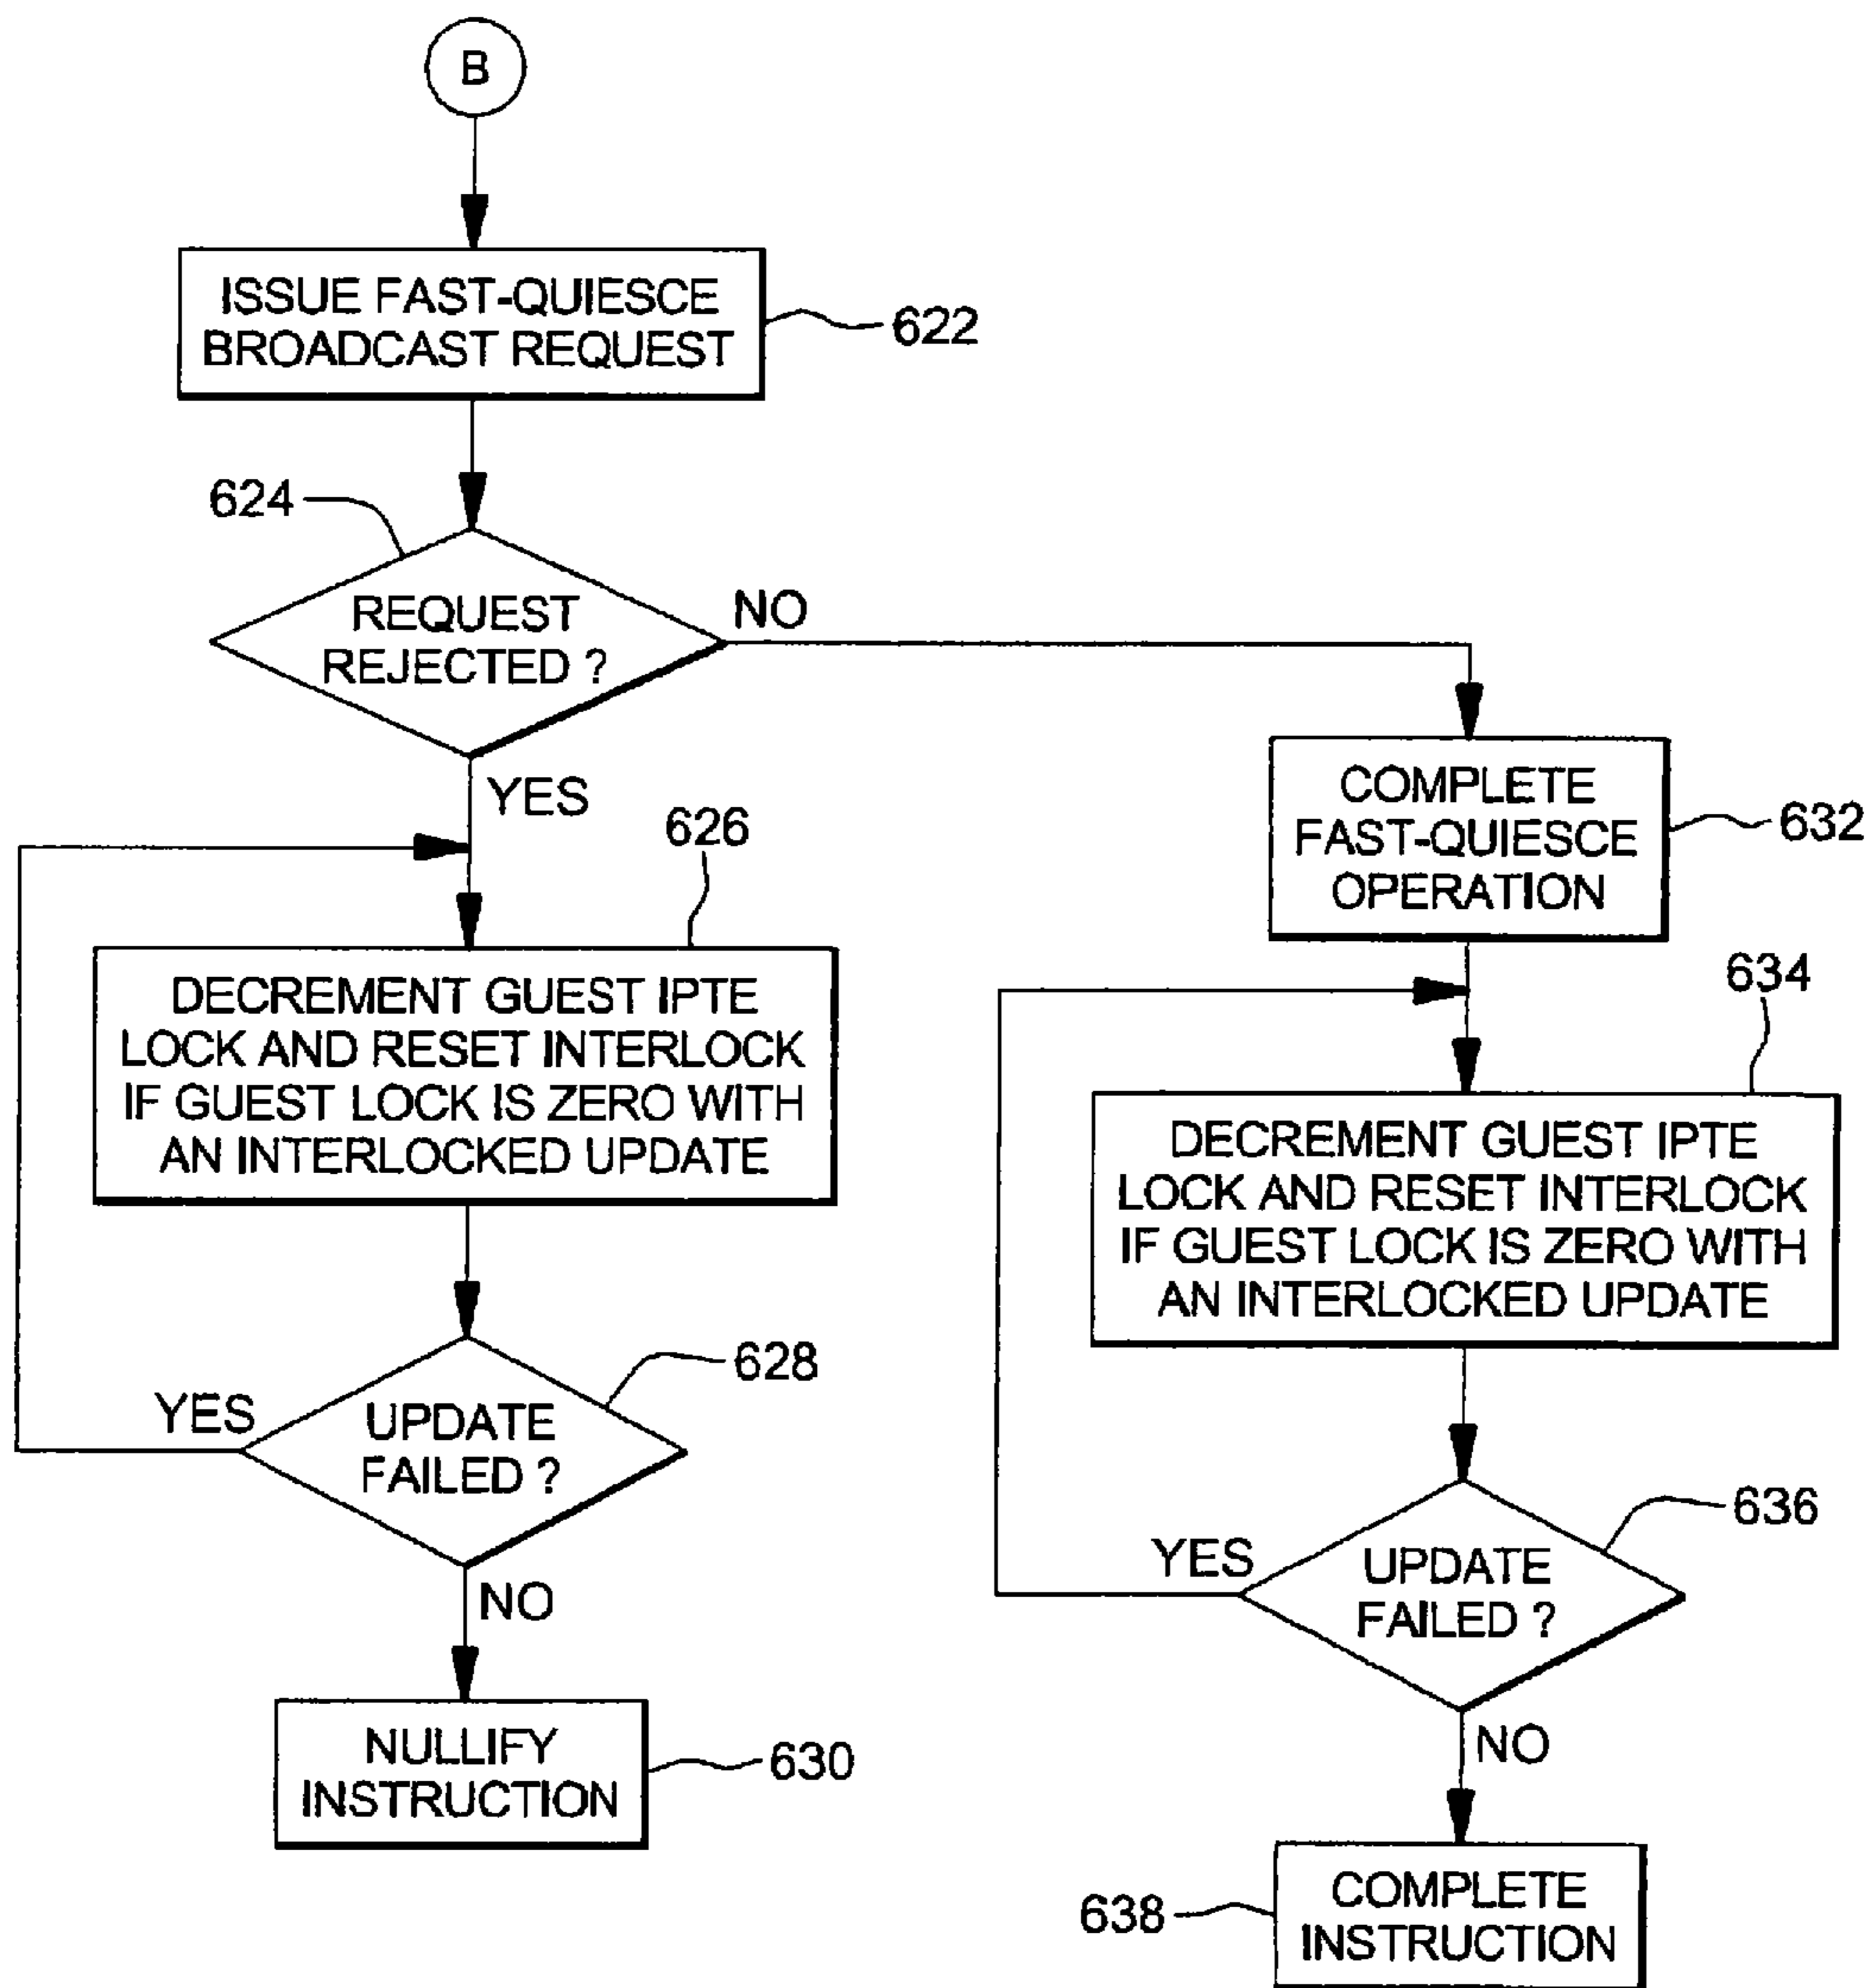 B
ISSUE FAST-QUIESCE
BROADCAST REQUEST
622
624
REQUEST
REJECTED ?
NO
YES
626
DECREMENT GUEST IPTE
LOCK AND RESET INTERLOCK
IF GUEST LOCK IS ZERO WITH
AN INTERLOCKED UPDATE
628
YES
UPDATE
FAILED ?
NO
NULLIFY
INSTRUCTION
630
COMPLETE
FAST-QUIESCE
OPERATION
632
634
DECREMENT GUEST IPTE
LOCK AND RESET INTERLOCK
IF GUEST LOCK IS ZERO WITH
AN INTERLOCKED UPDATE
636
YES
UPDATE
FAILED ?
NO
638
COMPLETE
INSTRUCTION